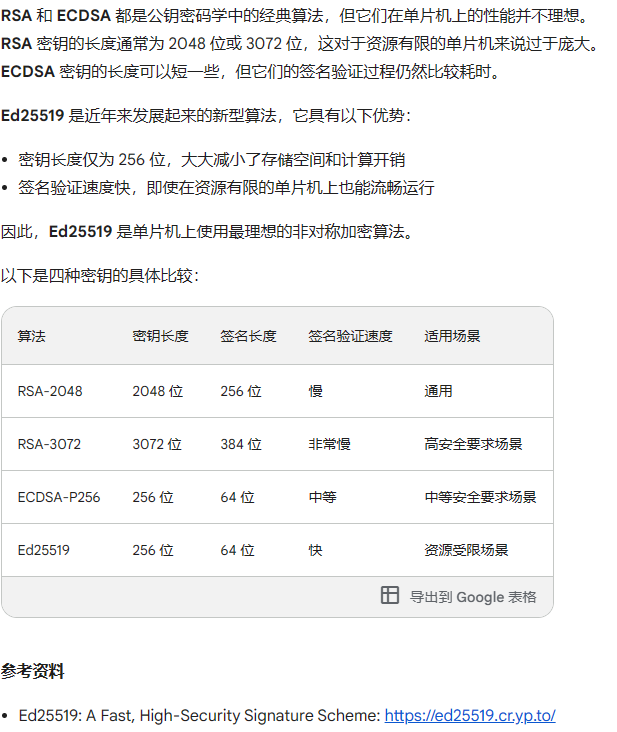 RSA 和 ECDSA 都是公钥密码学中的经典算法，但它们在单片机上的性能并不理想。
RSA 密钥的长度通常为 2048 位或 3072 位，这对于资源有限的单片机来说过于庞大。
ECDSA 密钥的长度可以短一些，但它们的签名验证过程仍然比较耗时。
Ed25519 是近年来发展起来的新型算法，它具有以下优势：
• 密钥长度仅为 256 位，大大减小了存储空间和计算开销
• 签名验证速度快，即使在资源有限的单片机上也能流畅运行
因此，Ed25519 是单片机上使用最理想的非对称加密算法。
以下是四种密钥的具体比较：
算法 密钥长度 签名长度 签名验证速度 适用场景
RSA-2048 2048 位 256 位 慢 通用
RSA-3072 3072 位 384 位 非常慢 高安全要求场景
ECDSA-P256 256 位 64 位 中等 中等安全要求场景
Ed25519 256 位 64 位 快 资源受限场景
导出到 Google 表格
参考资料
• Ed25519: A Fast, High-Security Signature Scheme: https://ed25519.cr.yp.to/